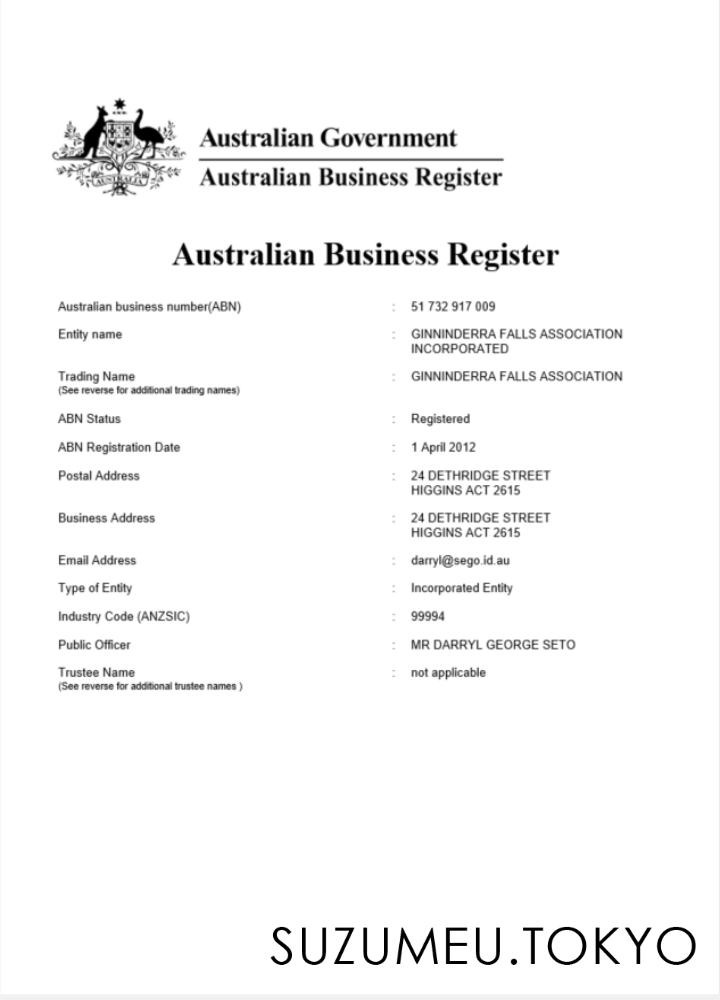 Australian Government
Australian Business Register
Australian Business Register
Australian business number(ABN) : 51 732 917 009
Entity name : GINNINDERRA FALLS ASSOCIATION
INCORPORATED
Trading Name : GINNINDERRA FALLS ASSOCIATION
(See reverse for additional trading names)
ABN Status : Registered
ABN Registration Date : 1 April 2012
Postal Address : 24 DETHRIDGE STREET
HIGGINS ACT 2615
Business Address : 24 DETHRIDGE STREET
HIGGINS ACT 2615
Email Address : darryl@sego.id.au
Type of Entity : Incorporated Entity
Industry Code (ANZSIC) : 99994
Public Officer : MR DARRYL GEORGE SETO
Trustee Name : not applicable
(See reverse for additional trustee names )
SUZUMEU.TOKYO